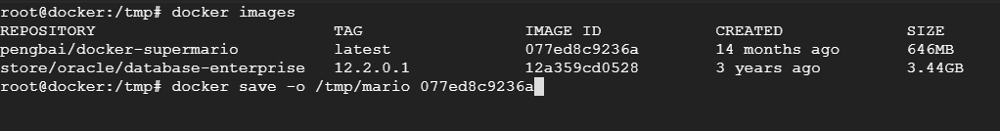 root@docker:/tmp# docker images
REPOSITORY TAG IMAGE ID CREATED SIZE
pengbai/docker-supermario latest 077ed8c9236a 14 months ago 646MB
store/oracle/database-enterprise 12.2.0.1 12a359cd0528 3 years ago 3.44GB
root@docker:/tmp# docker save -o /tmp/mario 077ed8c9236a